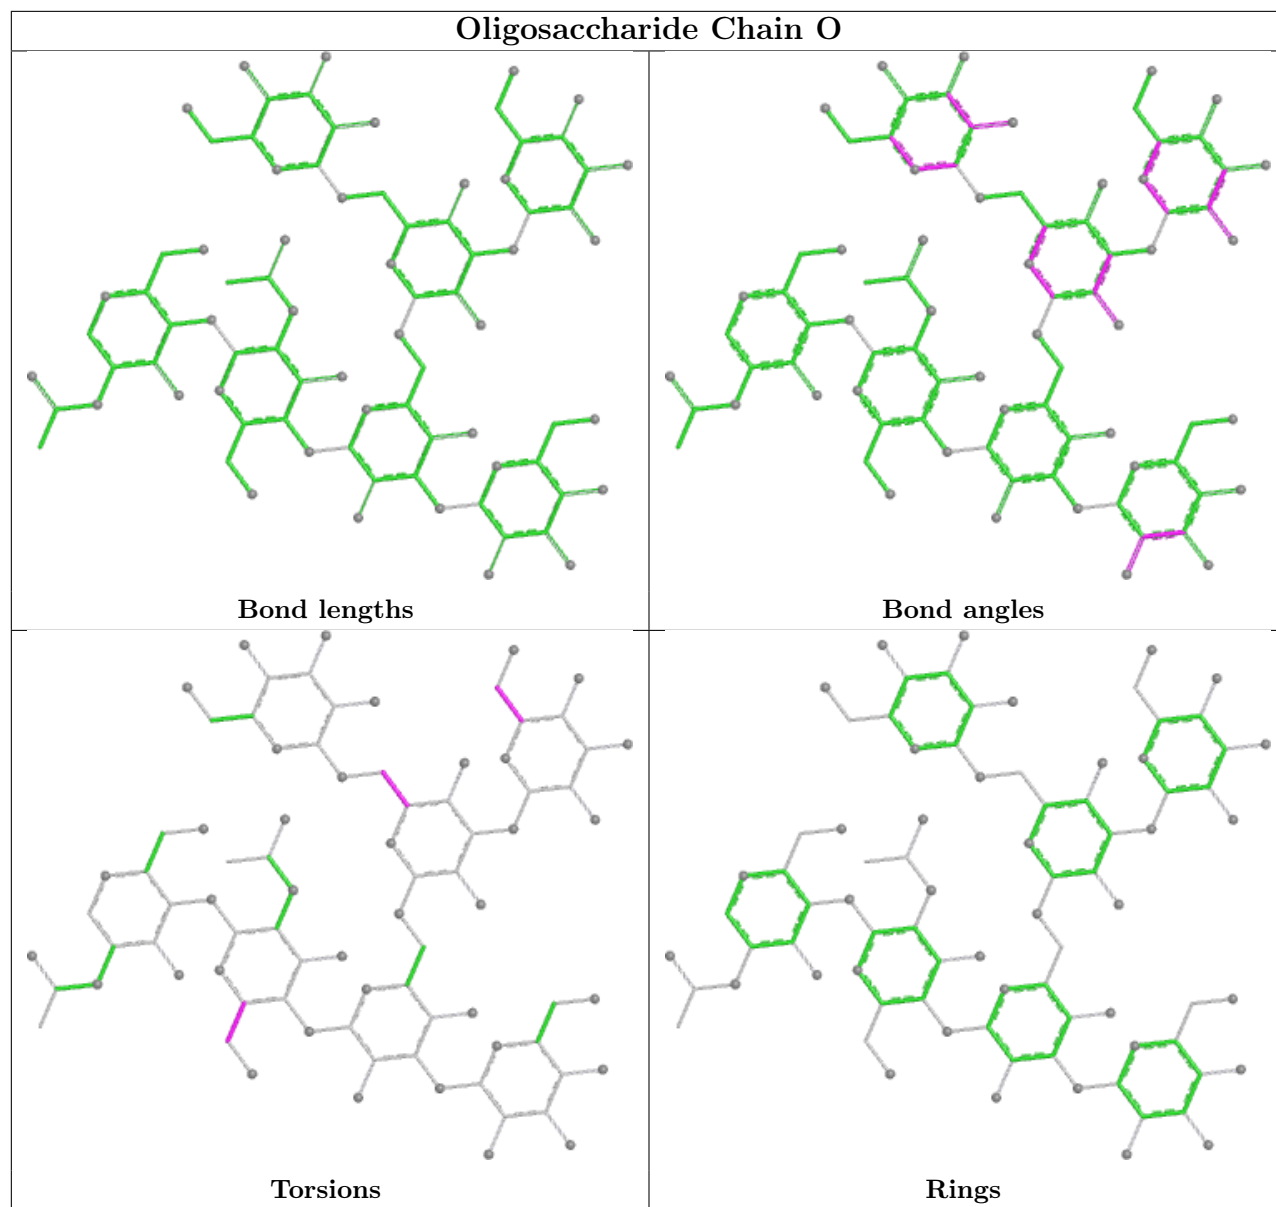 Oligosaccharide Chain O
Bond lengths
Bond angles
Torsions
Rings